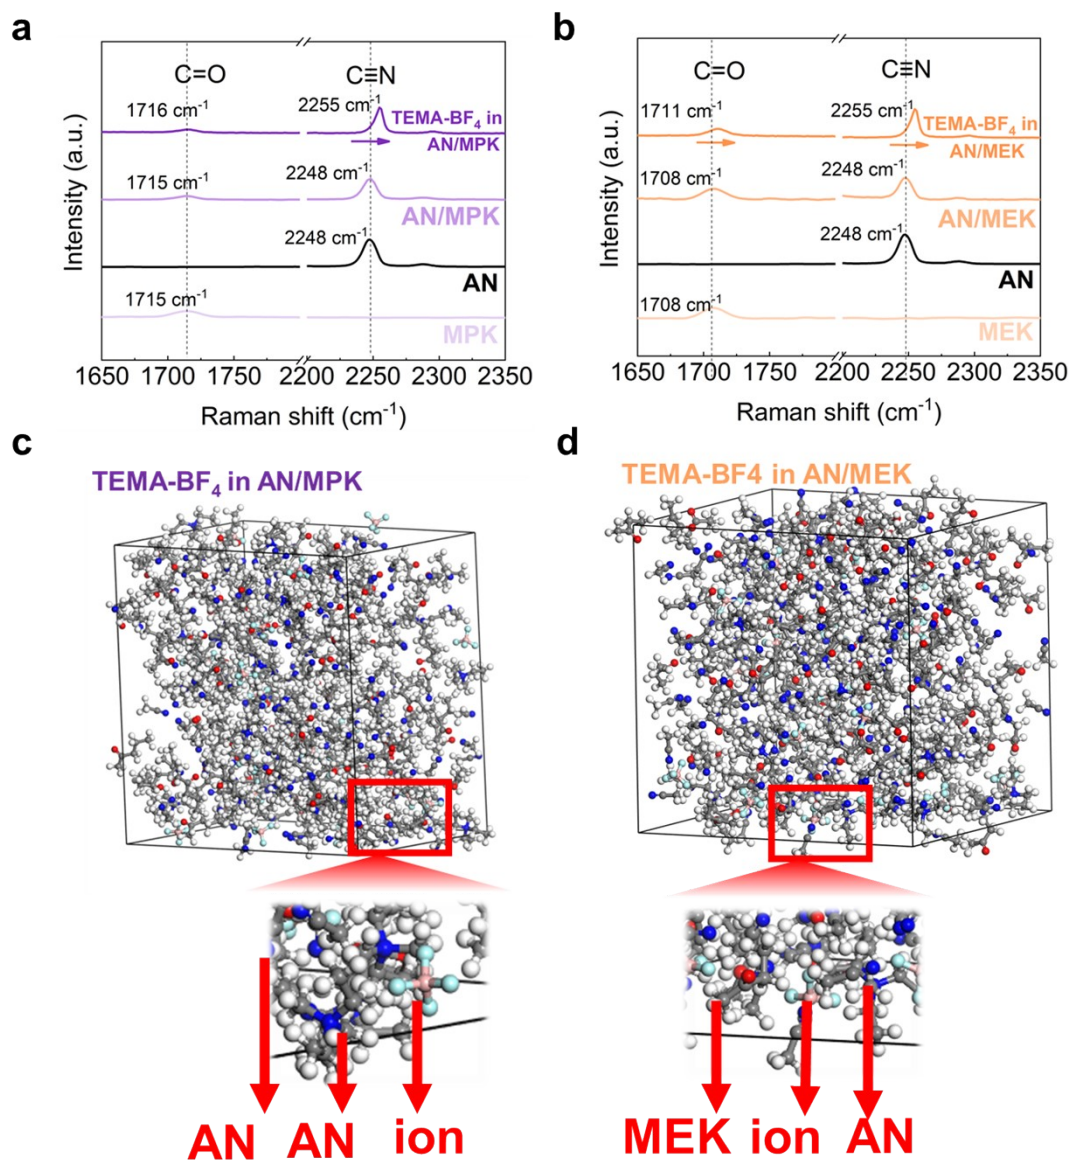 a
C=O
C≡N
1716 cm⁻¹
2255 cm⁻¹
TEMA-BF₄ in
AN/MPK
1715 cm⁻¹
2248 cm⁻¹
AN/MPK
2248 cm⁻¹
AN
1715 cm⁻¹
MPK
Intensity (a.u.)
1650 1700 1750 2200 2250 2300 2350
Raman shift (cm⁻¹)
b
C=O
C≡N
1711 cm⁻¹
2255 cm⁻¹
TEMA-BF₄ in
AN/MEK
1708 cm⁻¹
2248 cm⁻¹
AN/MEK
2248 cm⁻¹
AN
1708 cm⁻¹
MEK
Intensity (a.u.)
1650 1700 1750 2200 2250 2300 2350
Raman shift (cm⁻¹)
c
TEMA-BF₄ in AN/MPK
AN AN ion
d
TEMA-BF4 in AN/MEK
MEK ion AN